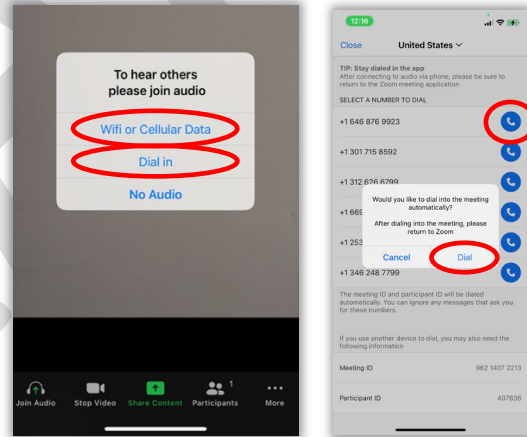 To hear others
please join audio
Wifi or Cellular Data
Dial in
No Audio
1
Join Audio
Stop Video
Share Content
Participants
More
12:16
Close
United States
TIP: Stay dialed in the app
After connecting to audio via phone, please be sure to
return to the Zoom meeting application
SELECT A NUMBER TO DIAL
+1 646 876 9923
+1 301 715 8592
+1 312 626 6799
Would you like to dial into the meeting
automatically?
After dialing into the meeting, please
return to Zoom
+1 669
+1 253
Cancel
Dial
+1 346 248 7799
The meeting ID and participant ID will be dialed
automatically. You can ignore any messages that ask you
for these numbers.
If you use another device to dial, you may also need the
following information
Meeting ID
962 1407 2213
Participant ID
407636